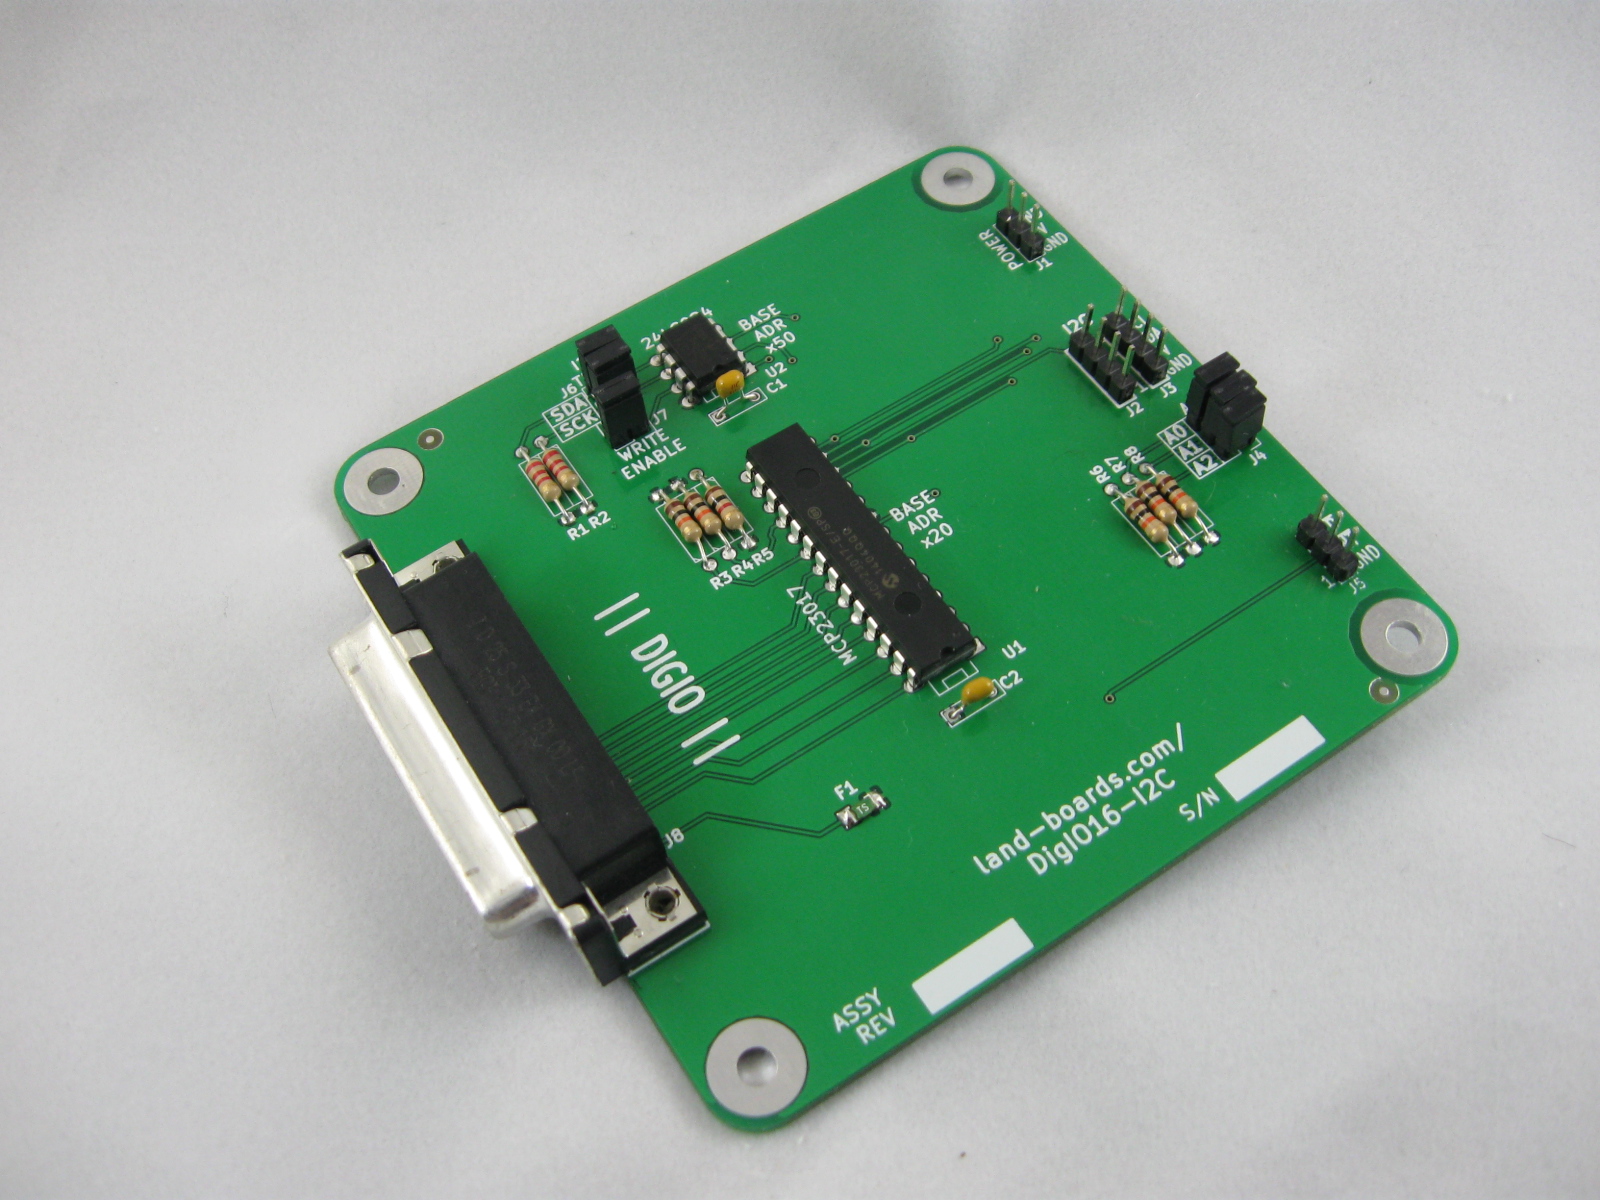 POWER
GND
J1
I2C
GND
J3
J2
BASE
ADR
x50
U2
C1
SDA
SCK
J7
WRITE
ENABLE
R1 R2
R3 R4 R5
BASE
ADR
x20
MCP23017
U1
C2
A0
A1
A2
J4
R6
R7
R8
GND
J5
|| DIGIO ||
F1
J8
land-boards.com/
DigIO16-I2C
S/N
ASSY
REV